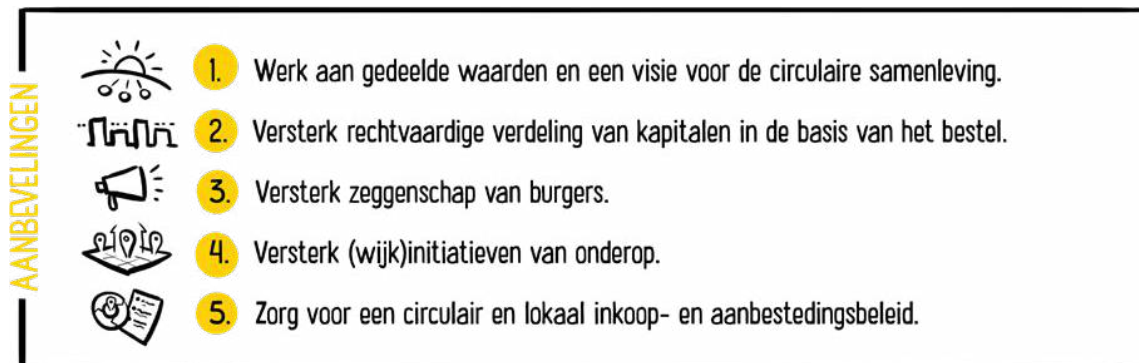 AANBEVELINGEN
1. Werk aan gedeelde waarden en een visie voor de circulaire samenleving.
2. Versterk rechtvaardige verdeling van kapitalen in de basis van het bestel.
3. Versterk zeggenschap van burgers.
4. Versterk (wijk)initiatieven van onderop.
5. Zorg voor een circulair en lokaal inkoop- en aanbestedingsbeleid.